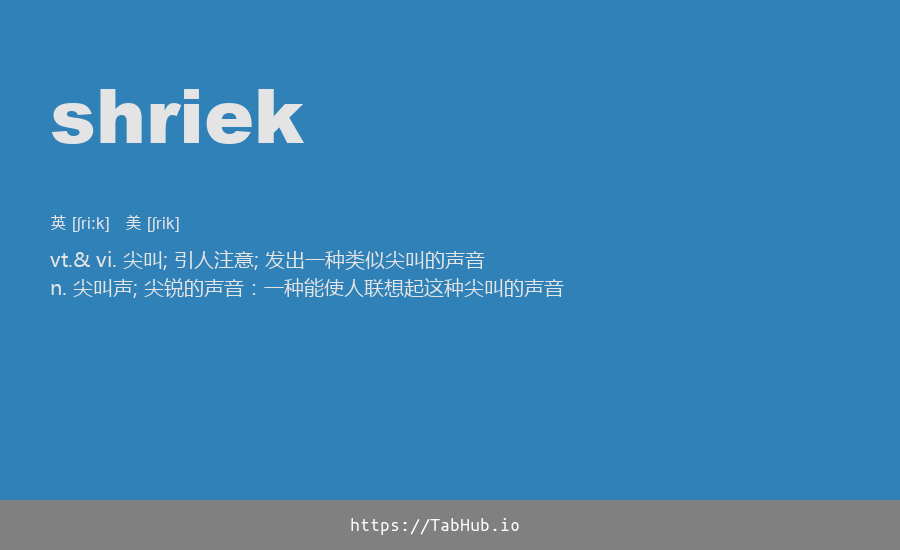 shriek
英 [ʃriːk] 美 [ʃrik]
vt.& vi. 尖叫; 引人注意; 发出一种类似尖叫的声音
n. 尖叫声; 尖锐的声音：一种能使人联想起这种尖叫的声音
https://TabHub.io